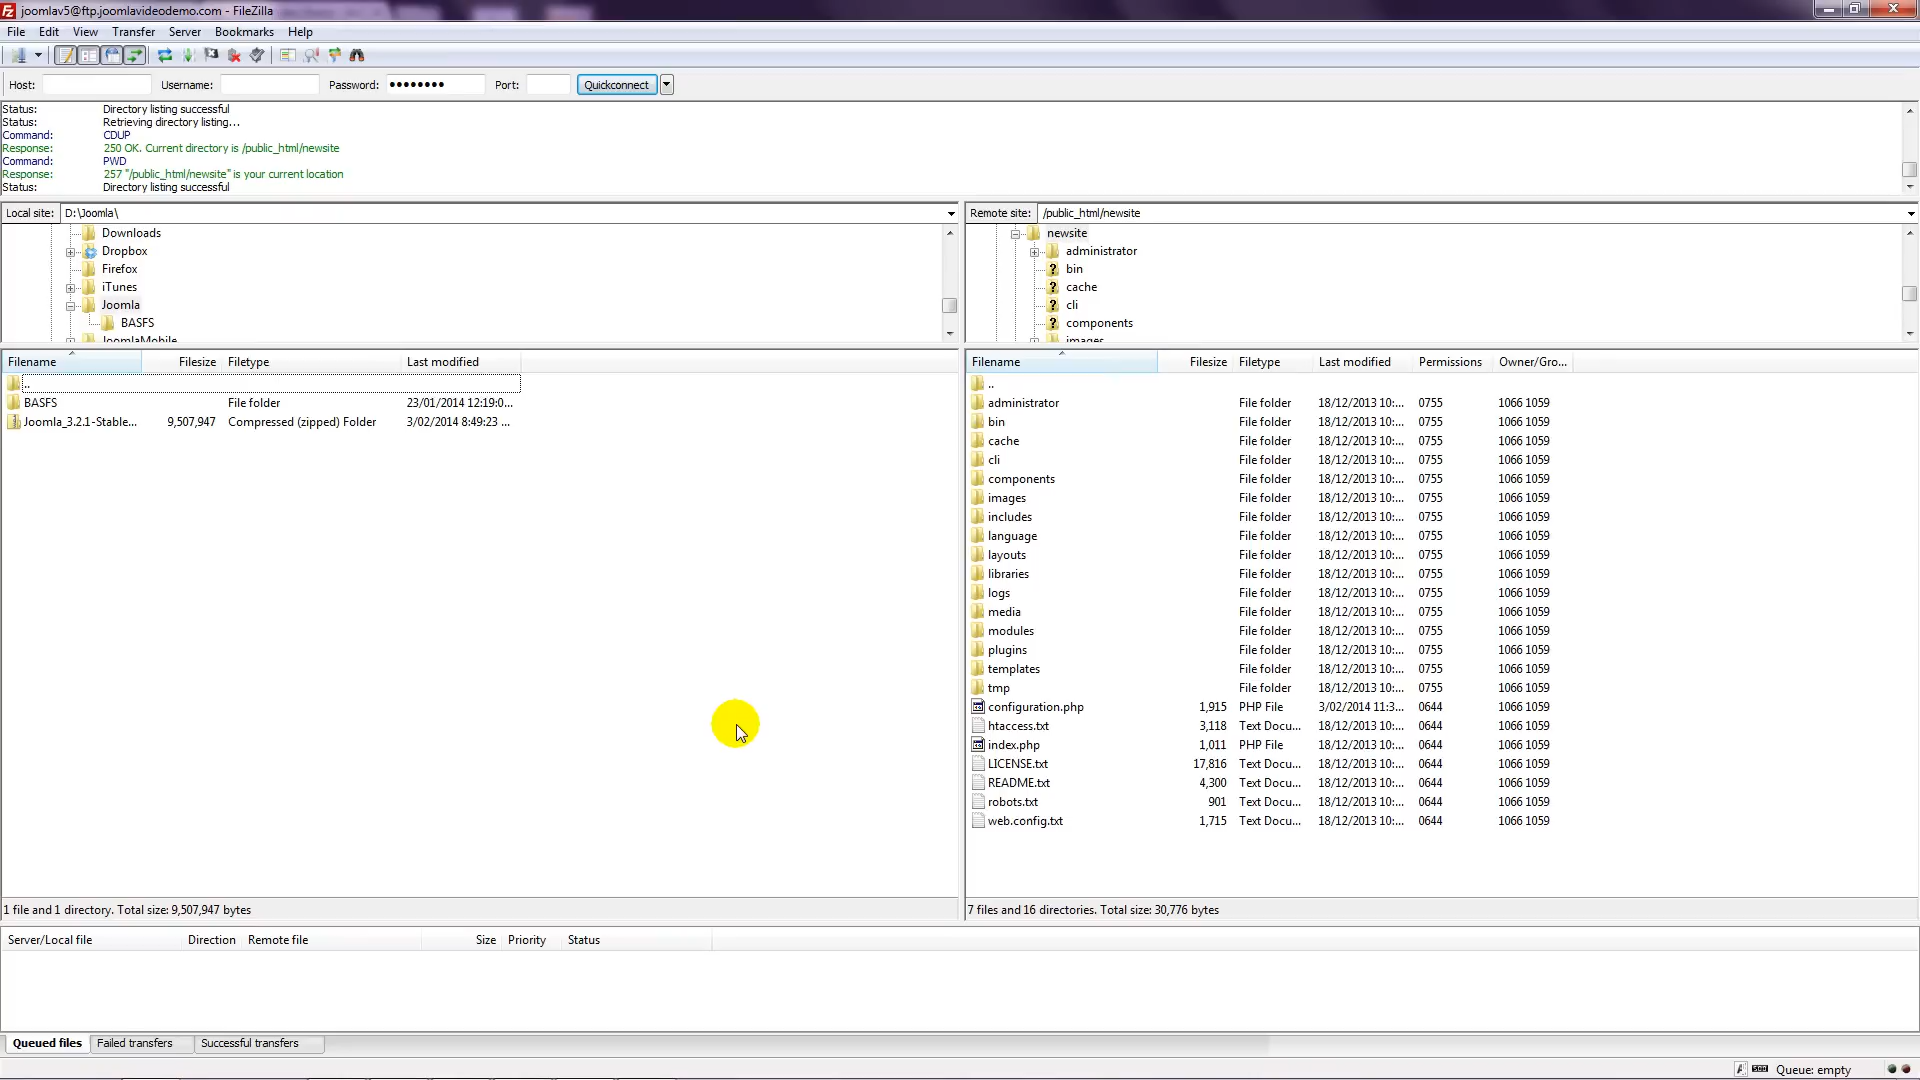 joomlav5@ftp.joomlavideodemo.com - FileZilla
File Edit View Transfer Server Bookmarks Help
Host: Username: Password: ●●●●●●●● Port: Quickconnect
Status: Directory listing successful
Status: Retrieving directory listing...
Command: CDUP
Response: 250 OK. Current directory is /public_html/newsite
Command: PWD
Response: 257 "/public_html/newsite" is your current location
Status: Directory listing successful
Local site: D:\Joomla\
Downloads
Dropbox
Firefox
iTunes
Joomla
BASFS
JoomlaMobile
Remote site: /public_html/newsite
newsite
administrator
bin
cache
cli
components
images
Filename Filesize Filetype Last modified
..
BASFS File folder 23/01/2014 12:19:0...
Joomla_3.2.1-Stable... 9,507,947 Compressed (zipped) Folder 3/02/2014 8:49:23 ...
1 file and 1 directory. Total size: 9,507,947 bytes
Filename Filesize Filetype Last modified Permissions Owner/Gro...
..
administrator File folder 18/12/2013 10:... 0755 1066 1059
bin File folder 18/12/2013 10:... 0755 1066 1059
cache File folder 18/12/2013 10:... 0755 1066 1059
cli File folder 18/12/2013 10:... 0755 1066 1059
components File folder 18/12/2013 10:... 0755 1066 1059
images File folder 18/12/2013 10:... 0755 1066 1059
includes File folder 18/12/2013 10:... 0755 1066 1059
language File folder 18/12/2013 10:... 0755 1066 1059
layouts File folder 18/12/2013 10:... 0755 1066 1059
libraries File folder 18/12/2013 10:... 0755 1066 1059
logs File folder 18/12/2013 10:... 0755 1066 1059
media File folder 18/12/2013 10:... 0755 1066 1059
modules File folder 18/12/2013 10:... 0755 1066 1059
plugins File folder 18/12/2013 10:... 0755 1066 1059
templates File folder 18/12/2013 10:... 0755 1066 1059
tmp File folder 18/12/2013 10:... 0755 1066 1059
configuration.php 1,915 PHP File 3/02/2014 11:3... 0644 1066 1059
htaccess.txt 3,118 Text Docu... 18/12/2013 10:... 0644 1066 1059
index.php 1,011 PHP File 18/12/2013 10:... 0644 1066 1059
LICENSE.txt 17,816 Text Docu... 18/12/2013 10:... 0644 1066 1059
README.txt 4,300 Text Docu... 18/12/2013 10:... 0644 1066 1059
robots.txt 901 Text Docu... 18/12/2013 10:... 0644 1066 1059
web.config.txt 1,715 Text Docu... 18/12/2013 10:... 0644 1066 1059
7 files and 16 directories. Total size: 30,776 bytes
Server/Local file Direction Remote file Size Priority Status
Queued files Failed transfers Successful transfers
Queue: empty